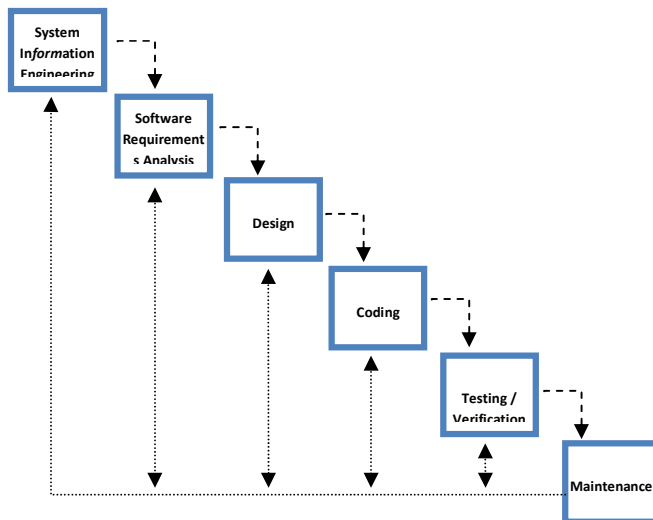 System
Information
Engineering
Software
Requirement
s Analysis
Design
Coding
Testing /
Verification
Maintenance